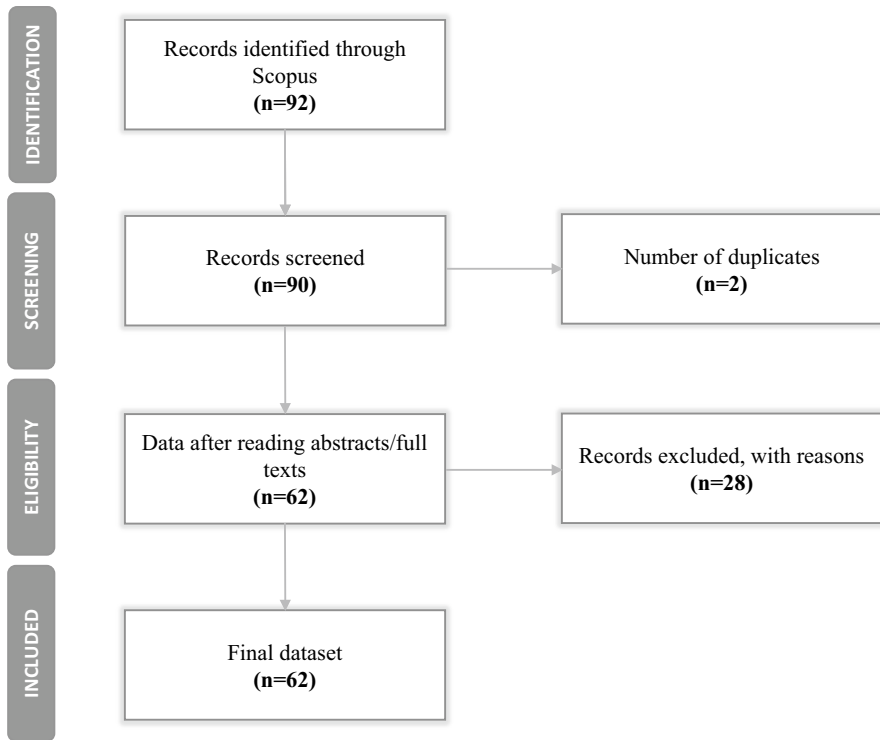 IDENTIFICATION
Records identified through
Scopus
(n=92)
SCREENING
Records screened
(n=90)
Number of duplicates
(n=2)
ELIGIBILITY
Data after reading abstracts/full
texts
(n=62)
Records excluded, with reasons
(n=28)
INCLUDED
Final dataset
(n=62)